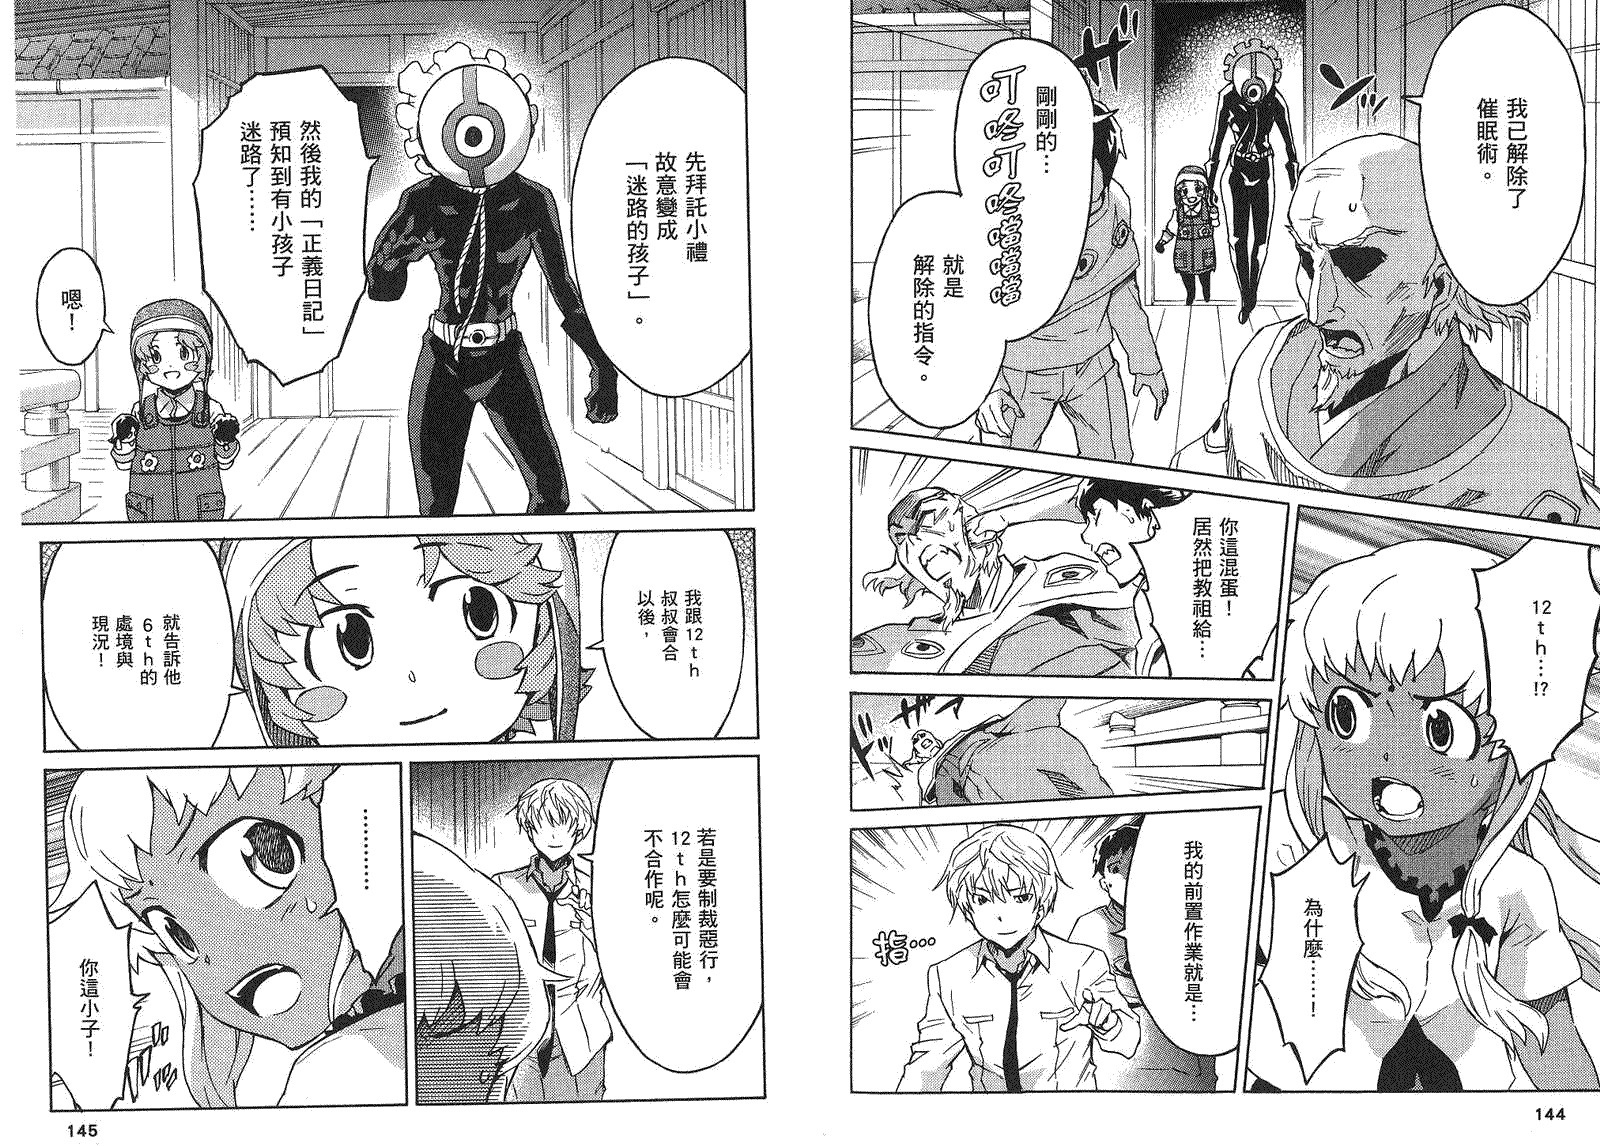 我已解除了
催眠術。
剛剛的…
叮咚叮咚咚噹噹噹噹
就是
解除的指令。
12th…!?
為什麼……！
你這混蛋！
居然把教祖給…
我的前置作業就是…
指…
144
先拜託小禮
故意變成
「迷路的孩子」。
然後我的「正義日記」
預知到有小孩子
迷路了……
嗯！
我跟12th
叔叔會合
以後，
就告訴他
6th的
處境與
現況！
若是要制裁惡行，
12th怎麼可能會
不合作呢。
………
你這小子！
145